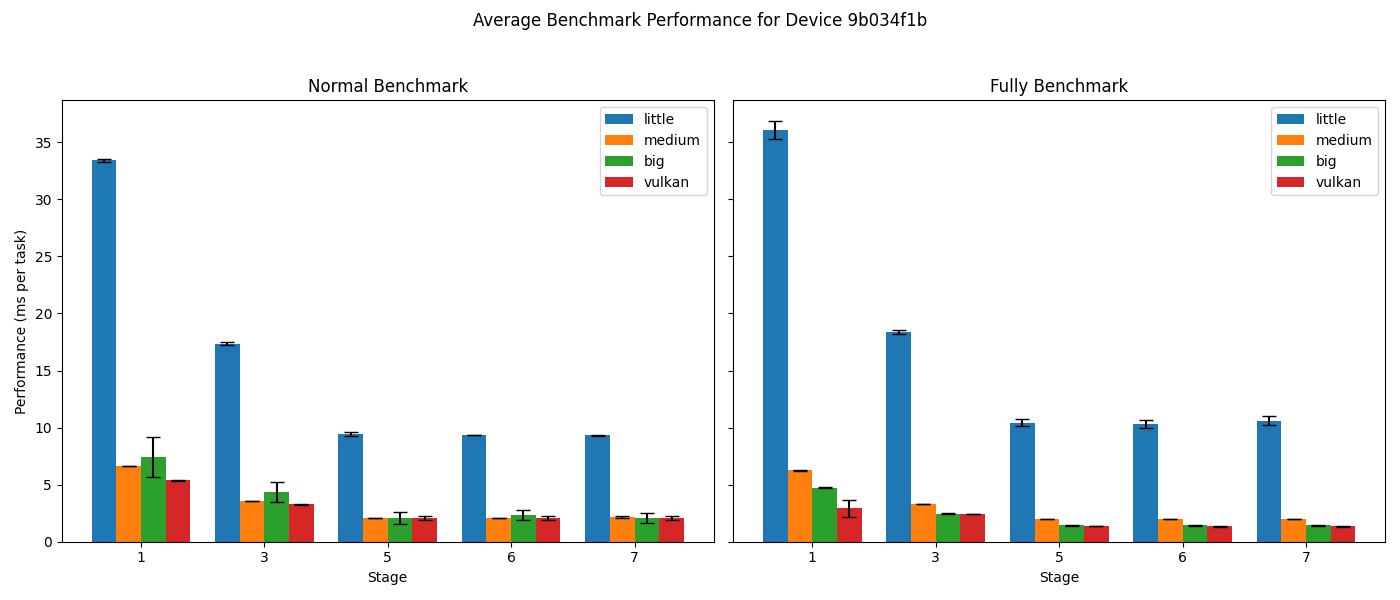 Average Benchmark Performance for Device 9b034f1b
Normal Benchmark
Performance (ms per task)
35
30
25
20
15
10
5
0
little
medium
big
vulkan
1 3 5 6 7
Stage
Fully Benchmark
little
medium
big
vulkan
1 3 5 6 7
Stage